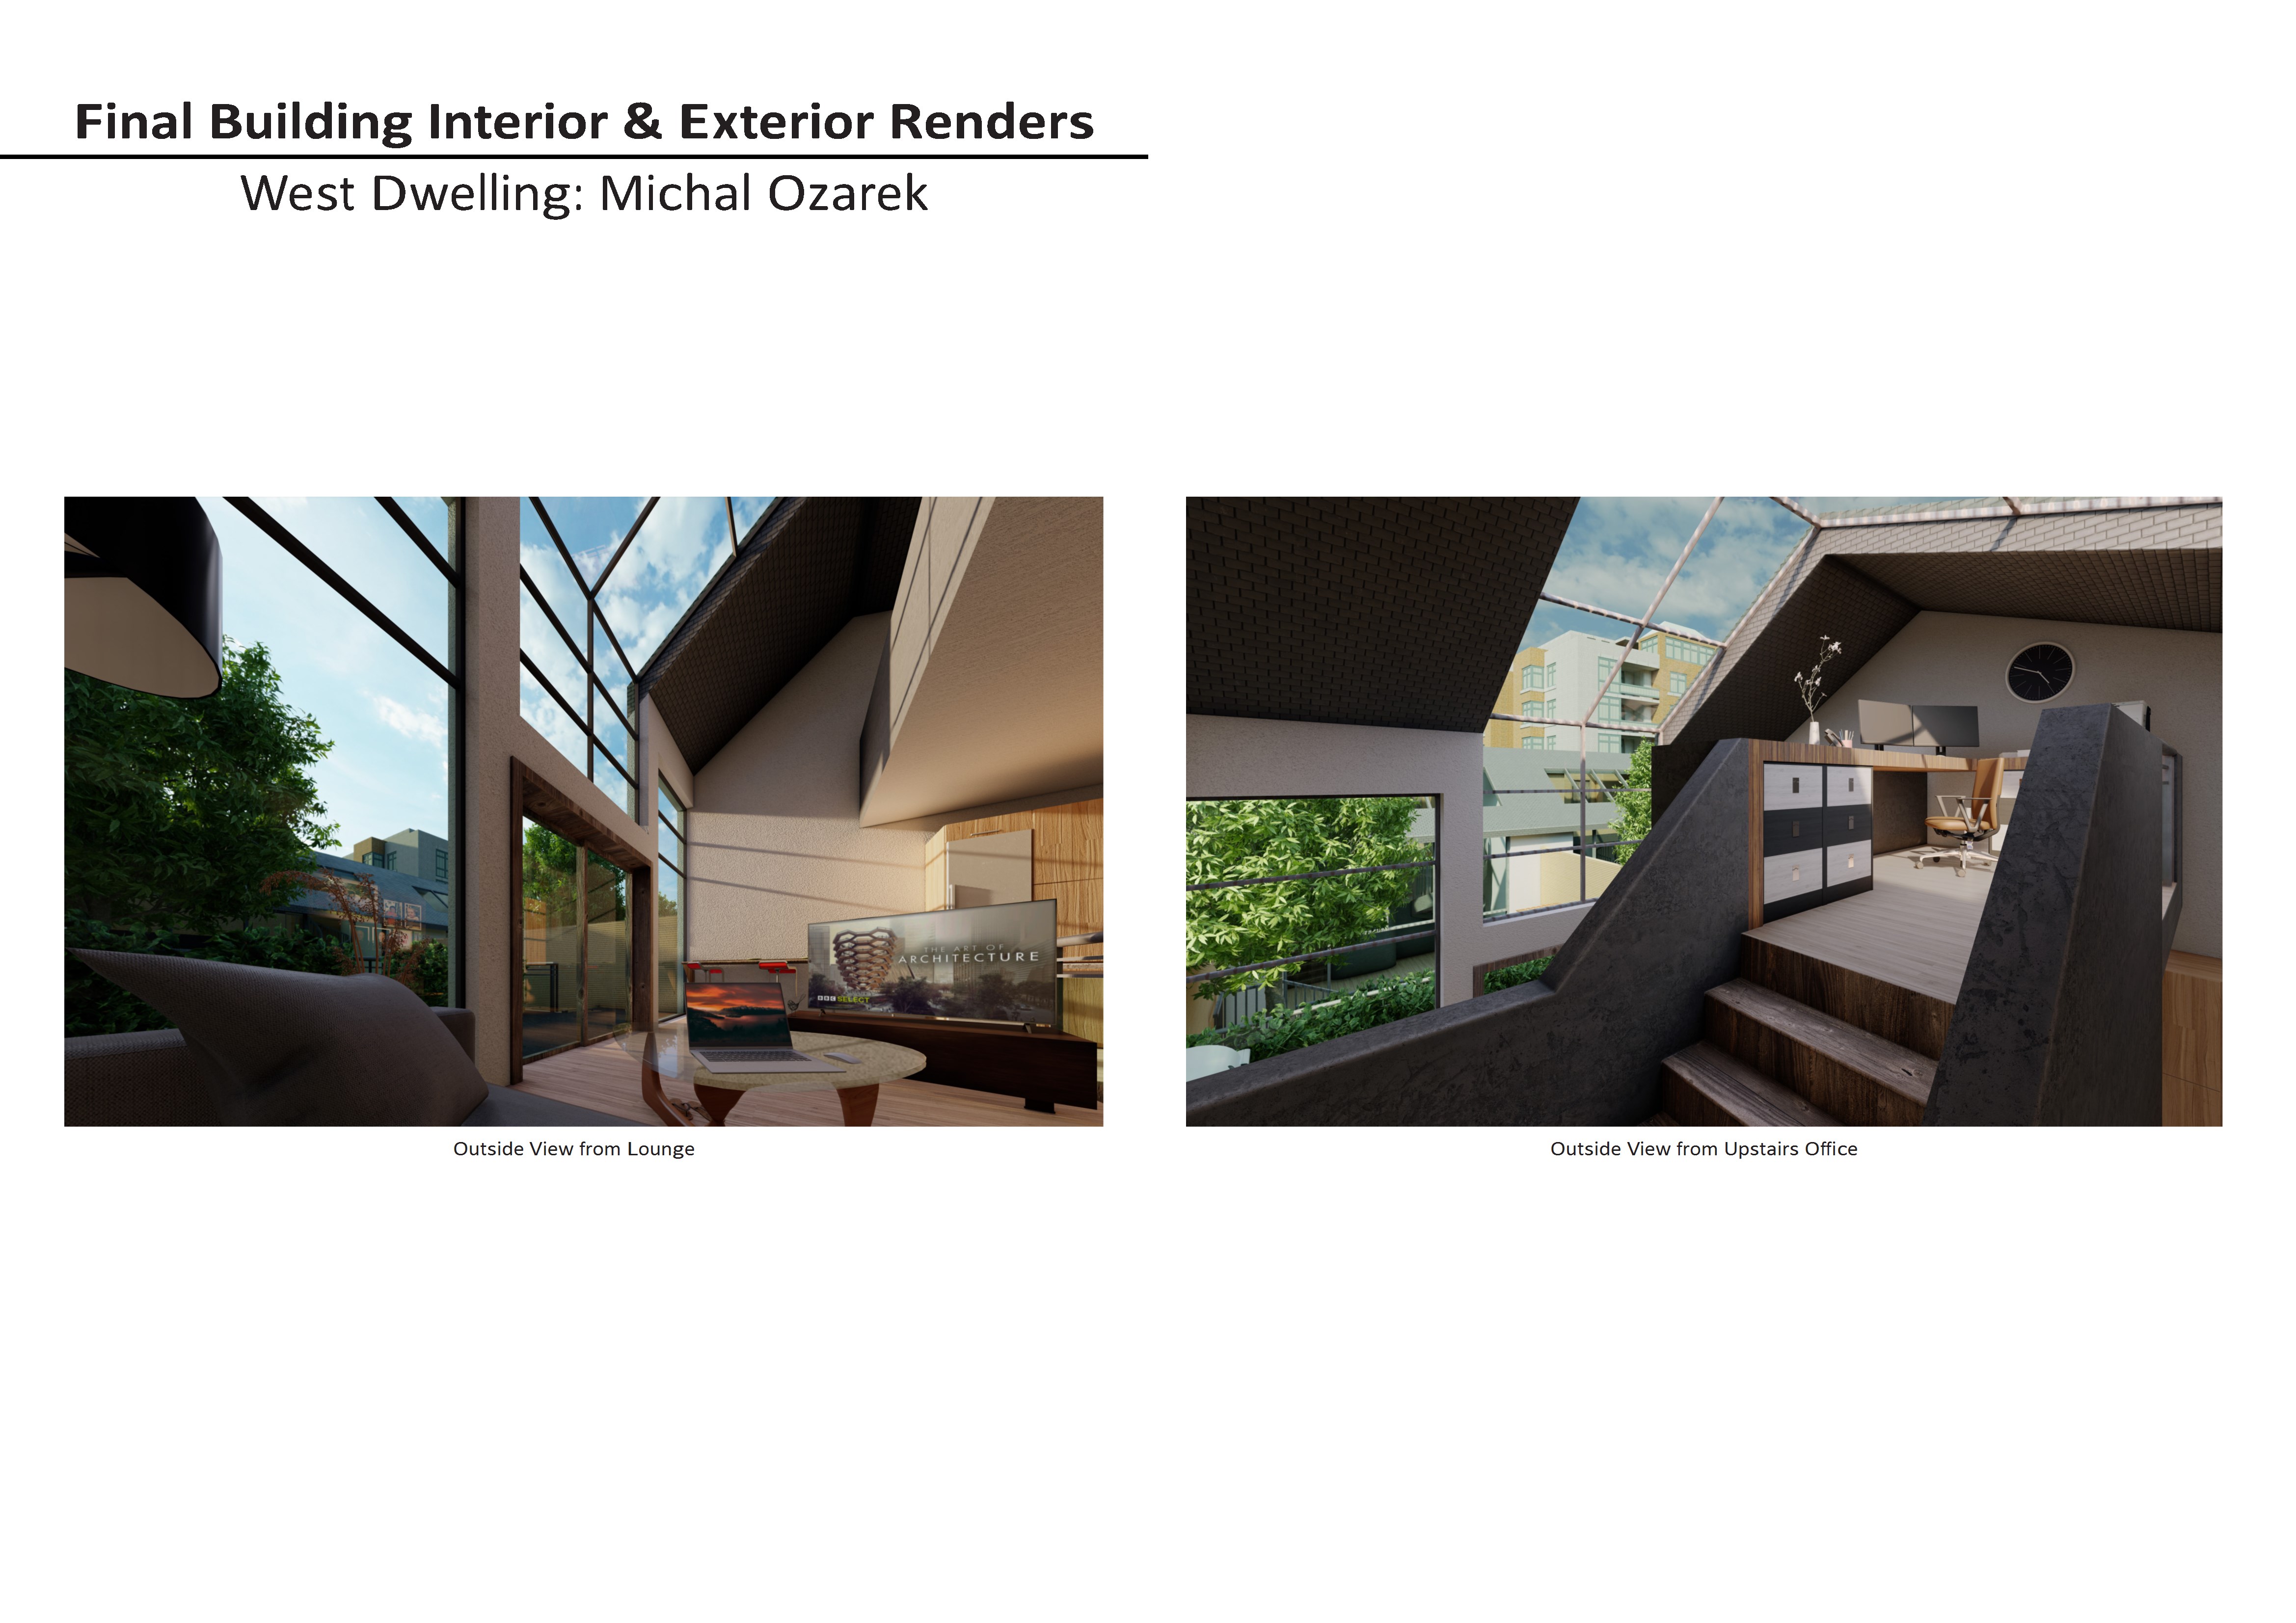 Final Building Interior & Exterior Renders
West Dwelling: Michal Ozarek
THE ART OF
ARCHITECTURE
BBC SELECT
Outside View from Lounge
Outside View from Upstairs Office